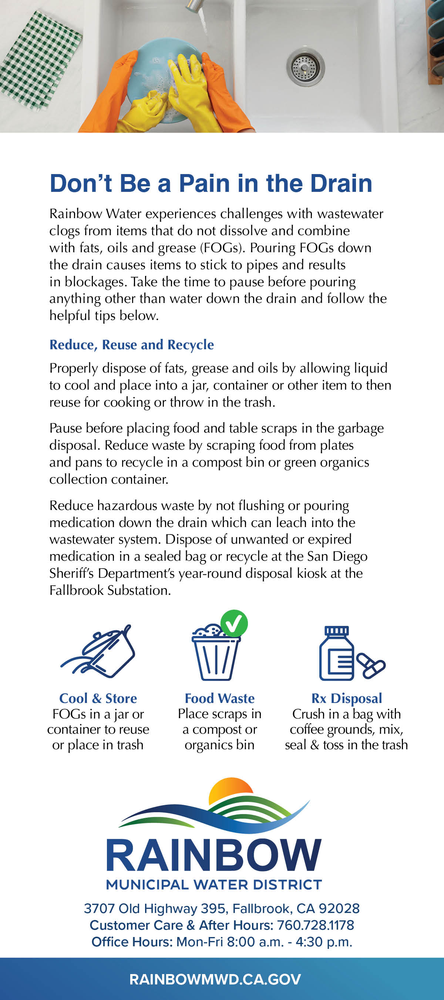 Don’t Be a Pain in the Drain
Rainbow Water experiences challenges with wastewater
clogs from items that do not dissolve and combine
with fats, oils and grease (FOGs). Pouring FOGs down
the drain causes items to stick to pipes and results
in blockages. Take the time to pause before pouring
anything other than water down the drain and follow the
helpful tips below.
Reduce, Reuse and Recycle
Properly dispose of fats, grease and oils by allowing liquid
to cool and place into a jar, container or other item to then
reuse for cooking or throw in the trash.
Pause before placing food and table scraps in the garbage
disposal. Reduce waste by scraping food from plates
and pans to recycle in a compost bin or green organics
collection container.
Reduce hazardous waste by not flushing or pouring
medication down the drain which can leach into the
wastewater system. Dispose of unwanted or expired
medication in a sealed bag or recycle at the San Diego
Sheriff’s Department’s year-round disposal kiosk at the
Fallbrook Substation.
Cool & Store
FOGs in a jar or
container to reuse
or place in trash
Food Waste
Place scraps in
a compost or
organics bin
Rx Disposal
Crush in a bag with
coffee grounds, mix,
seal & toss in the trash
RAINBOW
MUNICIPAL WATER DISTRICT
3707 Old Highway 395, Fallbrook, CA 92028
Customer Care & After Hours: 760.728.1178
Office Hours: Mon-Fri 8:00 a.m. - 4:30 p.m.
RAINBOWMWD.CA.GOV